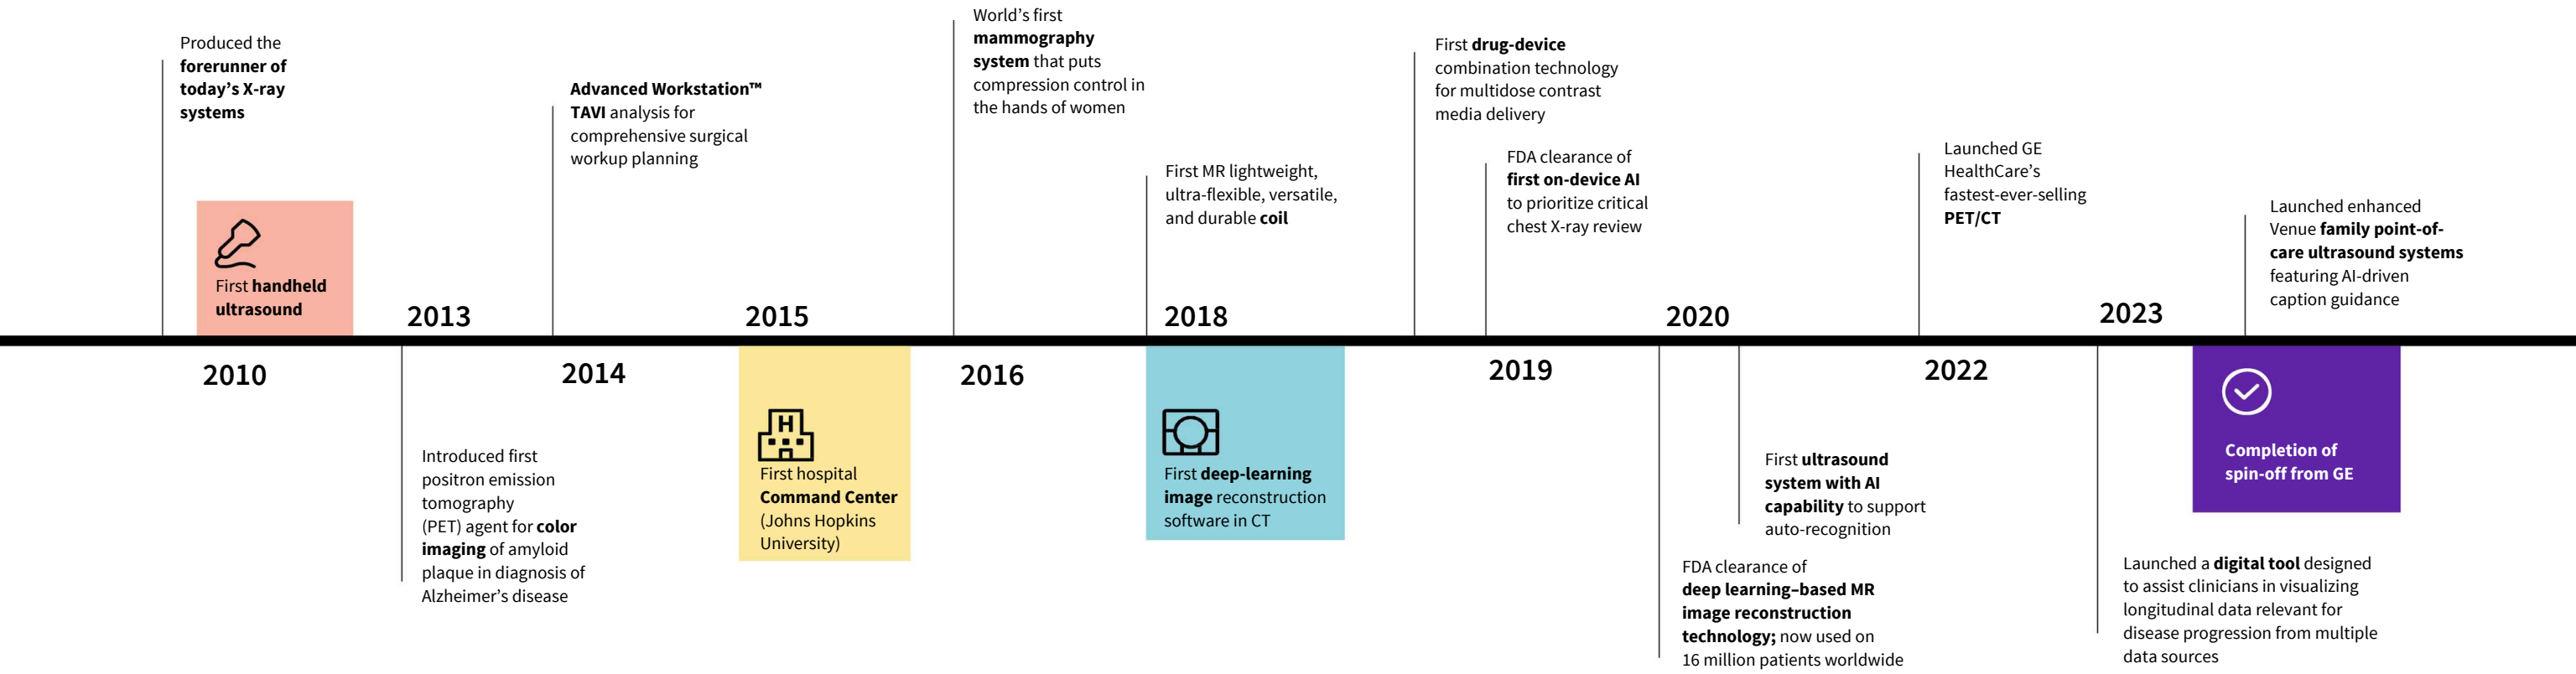 Produced the
forerunner of
today’s X-ray
systems
First handheld
ultrasound
2010
2013
Introduced first
positron emission
tomography
(PET) agent for color
imaging of amyloid
plaque in diagnosis of
Alzheimer’s disease
Advanced Workstation™
TAVI analysis for
comprehensive surgical
workup planning
2014
2015
First hospital
Command Center
(Johns Hopkins
University)
World’s first
mammography
system that puts
compression control in
the hands of women
2016
First MR lightweight,
ultra-flexible, versatile,
and durable coil
2018
First deep-learning
image reconstruction
software in CT
First drug-device
combination technology
for multidose contrast
media delivery
FDA clearance of
first on-device AI
to prioritize critical
chest X-ray review
2019
2020
First ultrasound
system with AI
capability to support
auto-recognition
FDA clearance of
deep learning–based MR
image reconstruction
technology; now used on
16 million patients worldwide
Launched GE
HealthCare’s
fastest-ever-selling
PET/CT
2022
2023
Launched enhanced
Venue family point-of-
care ultrasound systems
featuring AI-driven
caption guidance
Completion of
spin-off from GE
Launched a digital tool designed
to assist clinicians in visualizing
longitudinal data relevant for
disease progression from multiple
data sources
H